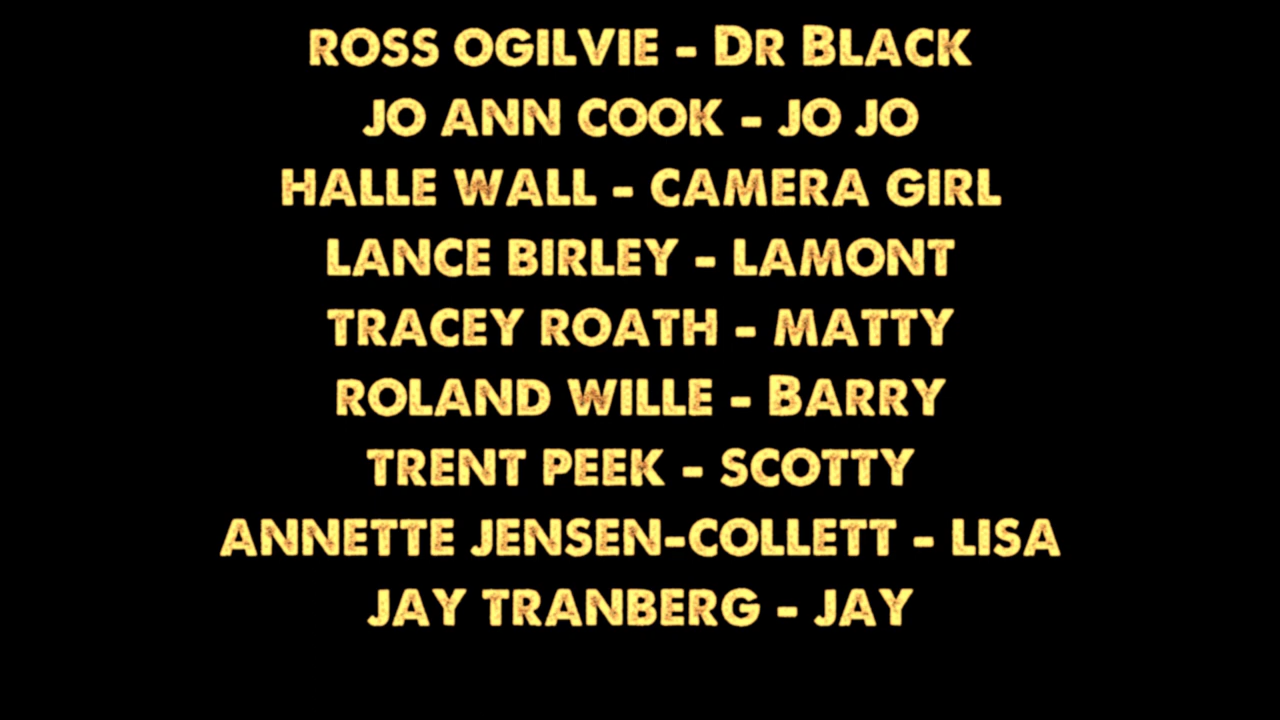 ROSS OGILVIE - DR BLACK
JO ANN COOK - JO JO
HALLE WALL - CAMERA GIRL
LANCE BIRLEY - LAMONT
TRACEY ROATH - MATTY
ROLAND WILLE - BARRY
TRENT PEEK - SCOTTY
ANNETTE JENSEN-COLLETT - LISA
JAY TRANBERG - JAY